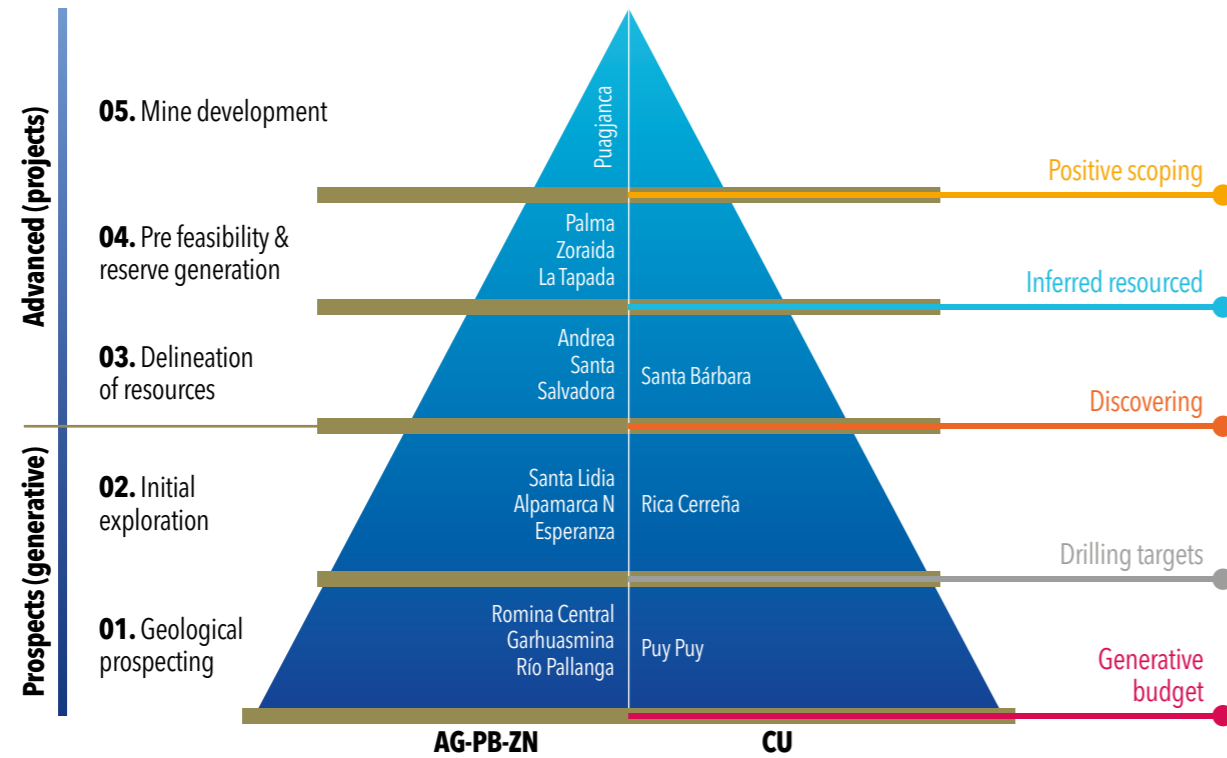 Advanced (projects)
05. Mine development
Puagjanca
Positive scoping
04. Pre feasibility &
reserve generation
Palma
Zoraida
La Tapada
Inferred resourced
03. Delineation
of resources
Andrea
Santa
Salvadora
Santa Bárbara
Discovering
Prospects (generative)
02. Initial
exploration
Santa Lidia
Alpamarca N
Esperanza
Rica Cerreña
Drilling targets
01. Geological
prospecting
Romina Central
Garhuasmina
Río Pallanga
Puy Puy
Generative
budget
AG-PB-ZN
CU